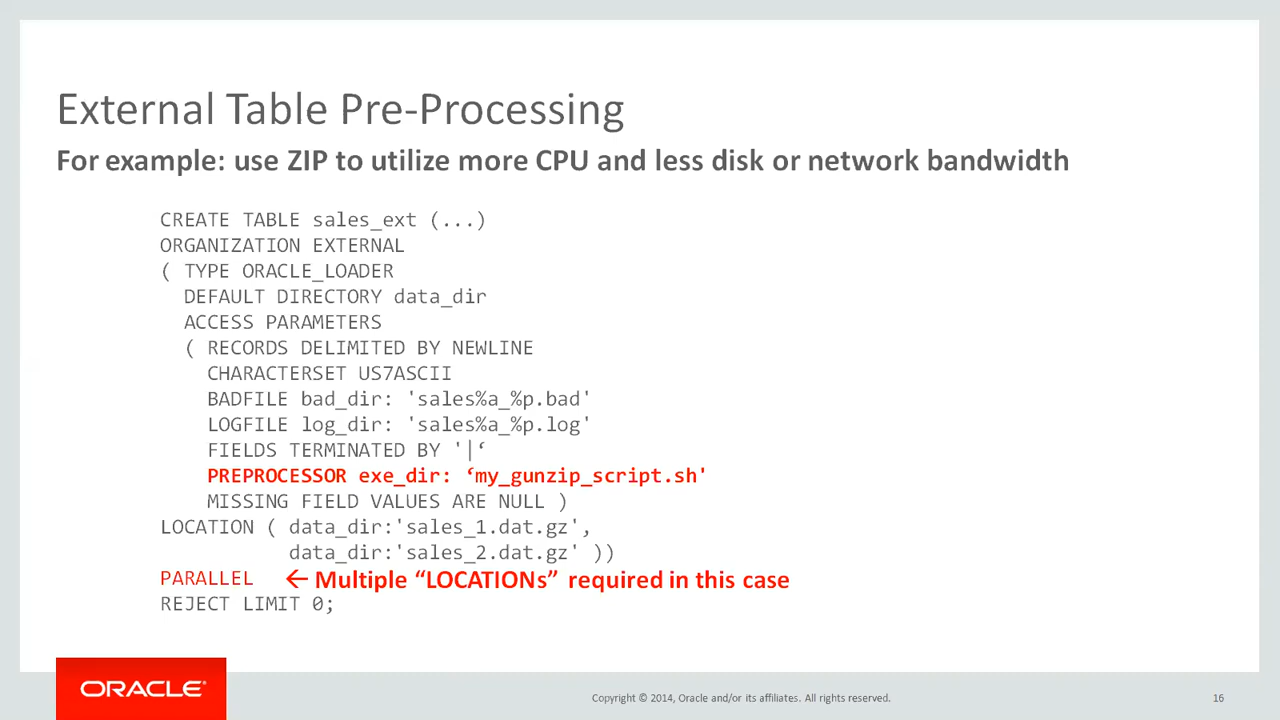 External Table Pre-Processing
For example: use ZIP to utilize more CPU and less disk or network bandwidth
CREATE TABLE sales_ext (...)
ORGANIZATION EXTERNAL
( TYPE ORACLE_LOADER
DEFAULT DIRECTORY data_dir
ACCESS PARAMETERS
( RECORDS DELIMITED BY NEWLINE
CHARACTERSET US7ASCII
BADFILE bad_dir: 'sales%a_%p.bad'
LOGFILE log_dir: 'sales%a_%p.log'
FIELDS TERMINATED BY '|‘
PREPROCESSOR exe_dir: ‘my_gunzip_script.sh'
MISSING FIELD VALUES ARE NULL )
LOCATION ( data_dir:'sales_1.dat.gz',
data_dir:'sales_2.dat.gz' ))
PARALLEL ← Multiple “LOCATIONs” required in this case
REJECT LIMIT 0;
ORACLE®
Copyright © 2014, Oracle and/or its affiliates. All rights reserved.
16